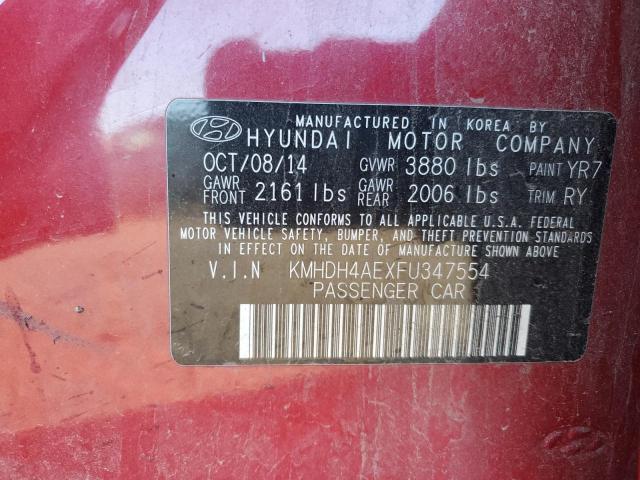 MANUFACTURED IN KOREA BY
HYUNDAI MOTOR COMPANY
OCT/08/14 GVWR 3880 lbs PAINT YR7
GAWR FRONT 2161 lbs GAWR REAR 2006 lbs TRIM RY
THIS VEHICLE CONFORMS TO ALL APPLICABLE U.S.A. FEDERAL
MOTOR VEHICLE SAFETY, BUMPER, AND THEFT PREVENTION STANDARDS
IN EFFECT ON THE DATE OF MANUFACTURE SHOWN ABOVE
V.I.N KMHDH4AEXFU347554
PASSENGER CAR